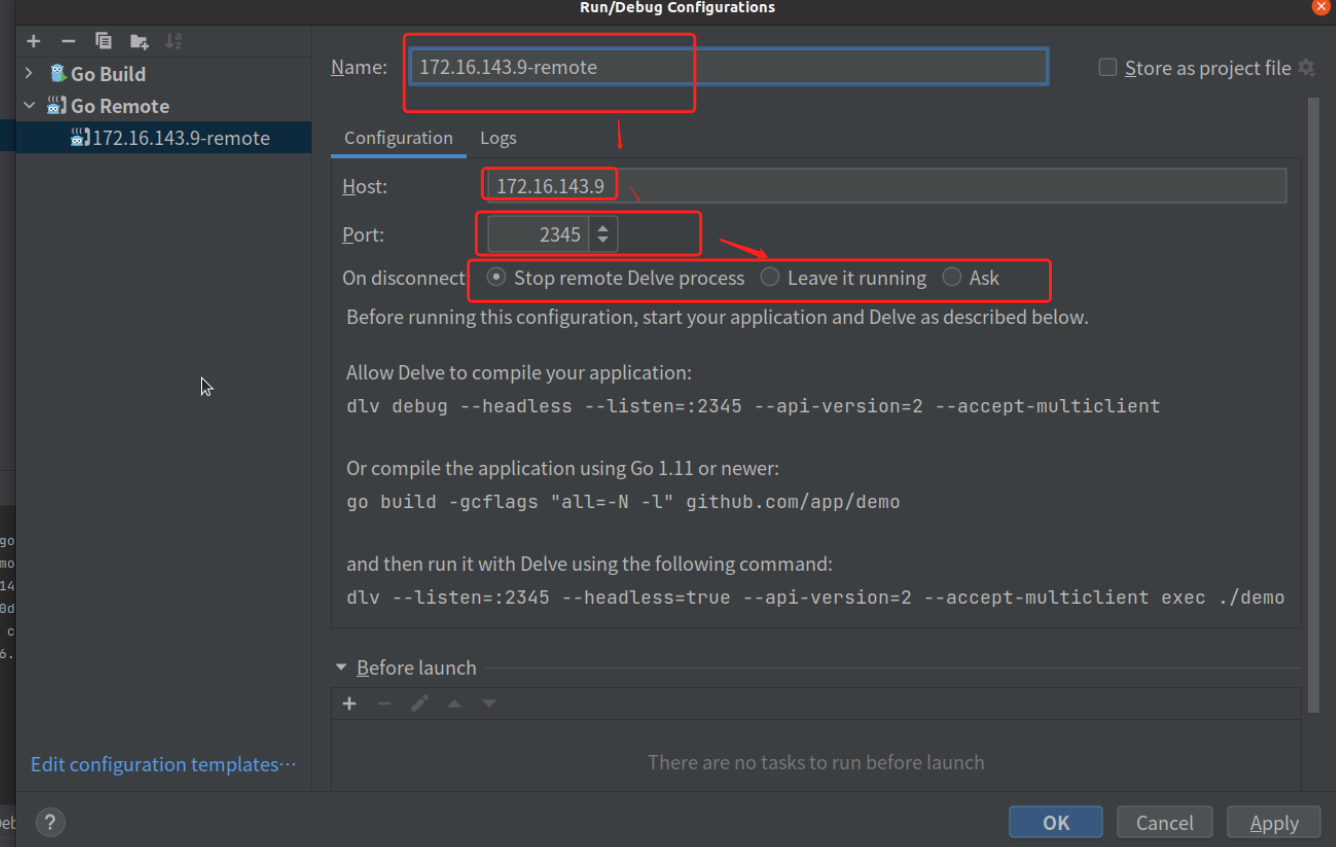 Run/Debug Configurations
Go Build
Go Remote
172.16.143.9-remote
Name: 172.16.143.9-remote
Store as project file
Configuration Logs
Host: 172.16.143.9
Port: 2345
On disconnect Stop remote Delve process Leave it running Ask
Before running this configuration, start your application and Delve as described below.
Allow Delve to compile your application:
dlv debug --headless --listen=:2345 --api-version=2 --accept-multiclient
Or compile the application using Go 1.11 or newer:
go build -gcflags "all=-N -l" github.com/app/demo
and then run it with Delve using the following command:
dlv --listen=:2345 --headless=true --api-version=2 --accept-multiclient exec ./demo
go
mo
14
0d
c
6.
Before launch
There are no tasks to run before launch
Edit configuration templates...
?
OK Cancel Apply